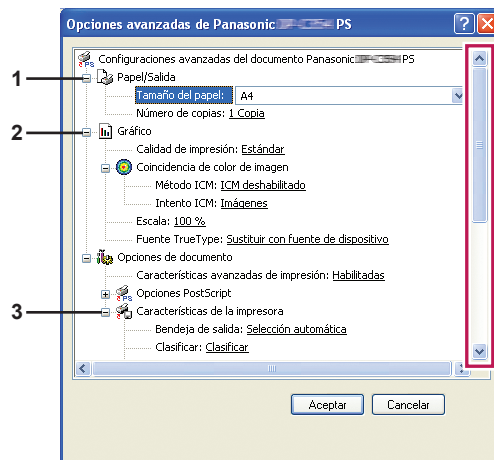 Opciones avanzadas de Panasonic PS
Configuraciones avanzadas del documento Panasonic PS
1 Papel/Salida
Tamaño del papel: A4
Número de copias: 1 Copia
2 Gráfico
Calidad de impresión: Estándar
Coincidencia de color de imagen
Método ICM: ICM deshabilitado
Intento ICM: Imágenes
Escala: 100 %
Fuente TrueType: Sustituir con fuente de dispositivo
Opciones de documento
Características avanzadas de impresión: Habilitadas
Opciones PostScript
3 Características de la impresora
Bendeja de salida: Selección automática
Clasificar: Clasificar
Aceptar Cancelar